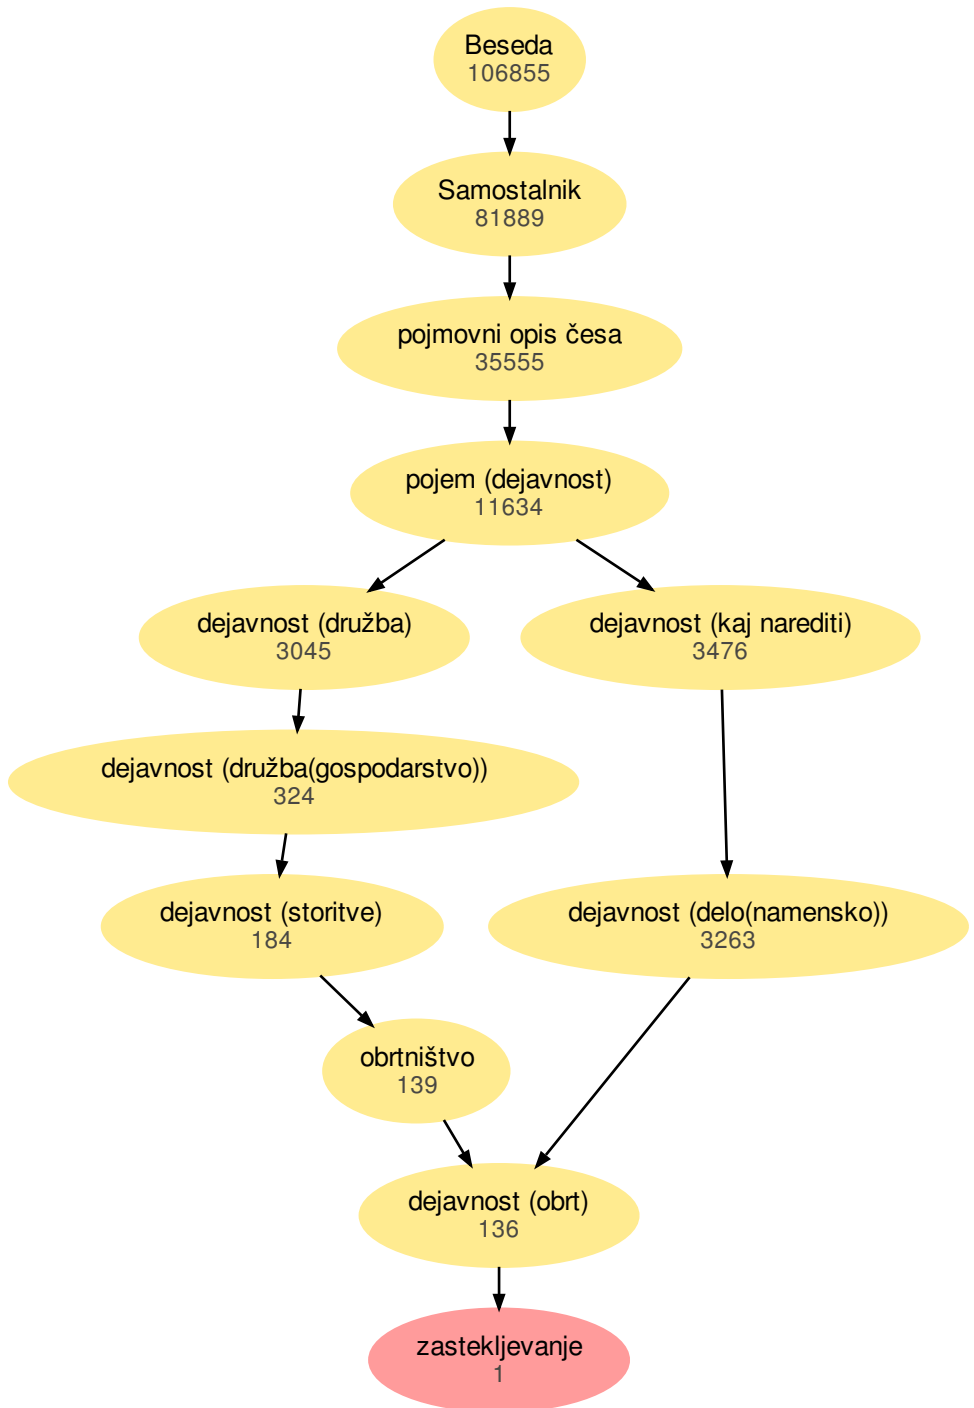 Beseda
106855
Samostalnik
81889
pojmovni opis česa
35555
pojem (dejavnost)
11634
dejavnost (družba)
3045
dejavnost (kaj narediti)
3476
dejavnost (družba(gospodarstvo))
324
dejavnost (storitve)
184
dejavnost (delo(namensko))
3263
obrtništvo
139
dejavnost (obrt)
136
zastekljevanje
1